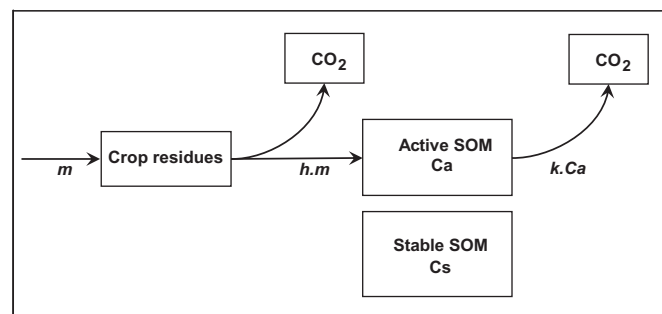 CO2
CO2
Crop residues
Active SOM
Ca
m
h.m
k.Ca
Stable SOM
Cs